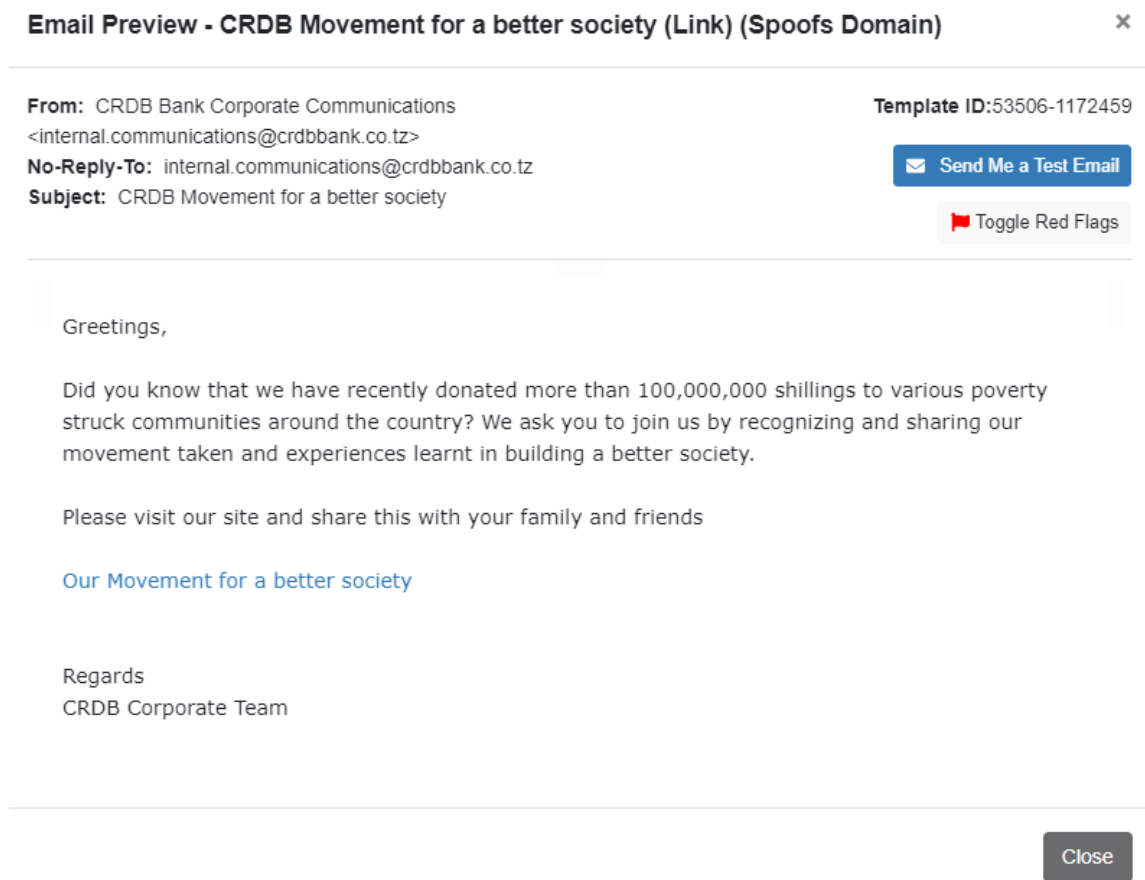 Email Preview - CRDB Movement for a better society (Link) (Spoofs Domain)
×
From: CRDB Bank Corporate Communications
<internal.communications@crdbbank.co.tz>
No-Reply-To: internal.communications@crdbbank.co.tz
Subject: CRDB Movement for a better society
Template ID:53506-1172459
Send Me a Test Email
Toggle Red Flags
Greetings,
Did you know that we have recently donated more than 100,000,000 shillings to various poverty
struck communities around the country? We ask you to join us by recognizing and sharing our
movement taken and experiences learnt in building a better society.
Please visit our site and share this with your family and friends
Our Movement for a better society
Regards
CRDB Corporate Team
Close